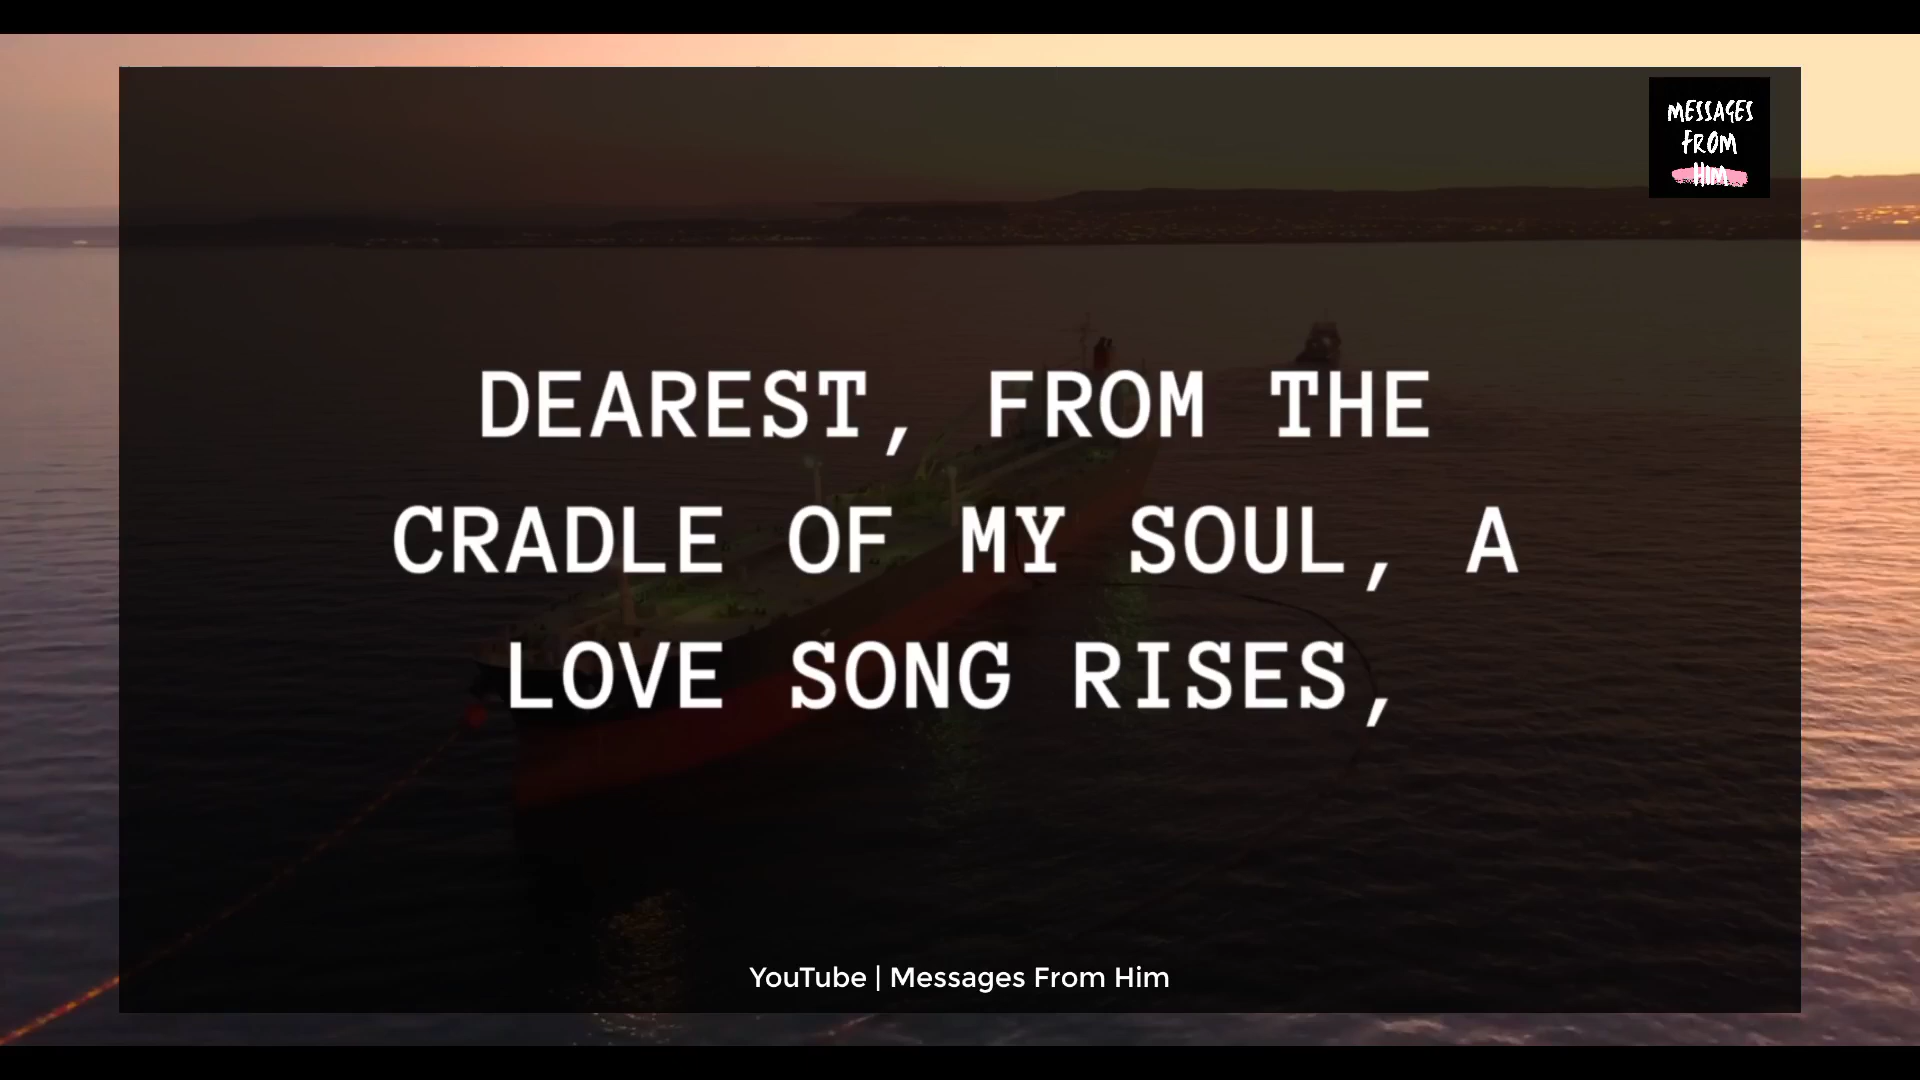 MESSAGES
FROM
HIM
DEAREST, FROM THE
CRADLE OF MY SOUL, A
LOVE SONG RISES,
YouTube | Messages From Him